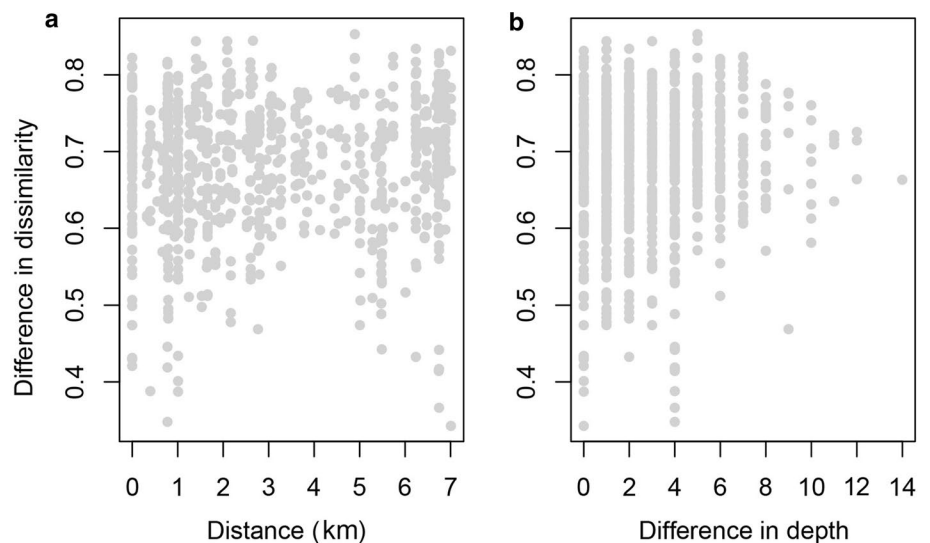 a
b
Difference in dissimilarity
0.8
0.7
0.6
0.5
0.4
0 1 2 3 4 5 6 7
Distance (km)
0.8
0.7
0.6
0.5
0.4
0 2 4 6 8 10 12 14
Difference in depth